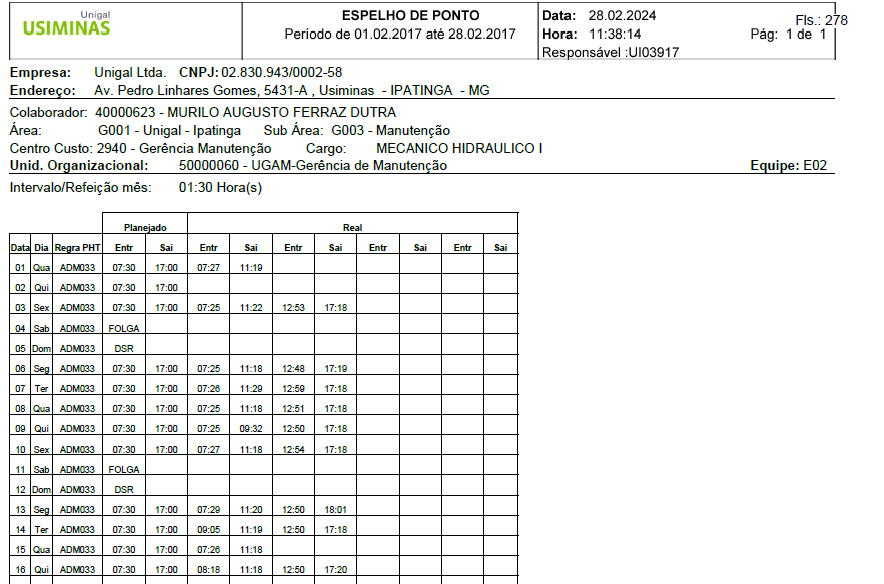 Unigal
USIMINAS
ESPELHO DE PONTO
Período de 01.02.2017 até 28.02.2017
Data: 28.02.2024
Hora: 11:38:14
Responsável :UI03917
Fls.: 278
Pág: 1 de 1
Empresa: Unigal Ltda. CNPJ: 02.830.943/0002-58
Endereço: Av. Pedro Linhares Gomes, 5431-A , Usiminas - IPATINGA - MG
Colaborador: 40000623 - MURILO AUGUSTO FERRAZ DUTRA
Área: G001 - Unigal - Ipatinga Sub Área: G003 - Manutenção
Centro Custo: 2940 - Gerência Manutenção Cargo: MECANICO HIDRAULICO I
Unid. Organizacional: 50000060 - UGAM-Gerência de Manutenção Equipe: E02
Intervalo/Refeição mês: 01:30 Hora(s)
Planejado Real
Data Dia Regra PHT Entr Sai Entr Sai Entr Sai Entr Sai Entr Sai
01 Qua ADM033 07:30 17:00 07:27 11:19
02 Qui ADM033 07:30 17:00
03 Sex ADM033 07:30 17:00 07:25 11:22 12:53 17:18
04 Sab ADM033 FOLGA
05 Dom ADM033 DSR
06 Seg ADM033 07:30 17:00 07:25 11:18 12:48 17:19
07 Ter ADM033 07:30 17:00 07:26 11:29 12:59 17:18
08 Qua ADM033 07:30 17:00 07:25 11:18 12:51 17:18
09 Qui ADM033 07:30 17:00 07:25 09:32 12:50 17:18
10 Sex ADM033 07:30 17:00 07:27 11:18 12:54 17:18
11 Sab ADM033 FOLGA
12 Dom ADM033 DSR
13 Seg ADM033 07:30 17:00 07:29 11:20 12:50 18:01
14 Ter ADM033 07:30 17:00 09:05 11:19 12:50 17:18
15 Qua ADM033 07:30 17:00 07:26 11:18
16 Qui ADM033 07:30 17:00 08:18 11:18 12:50 17:20